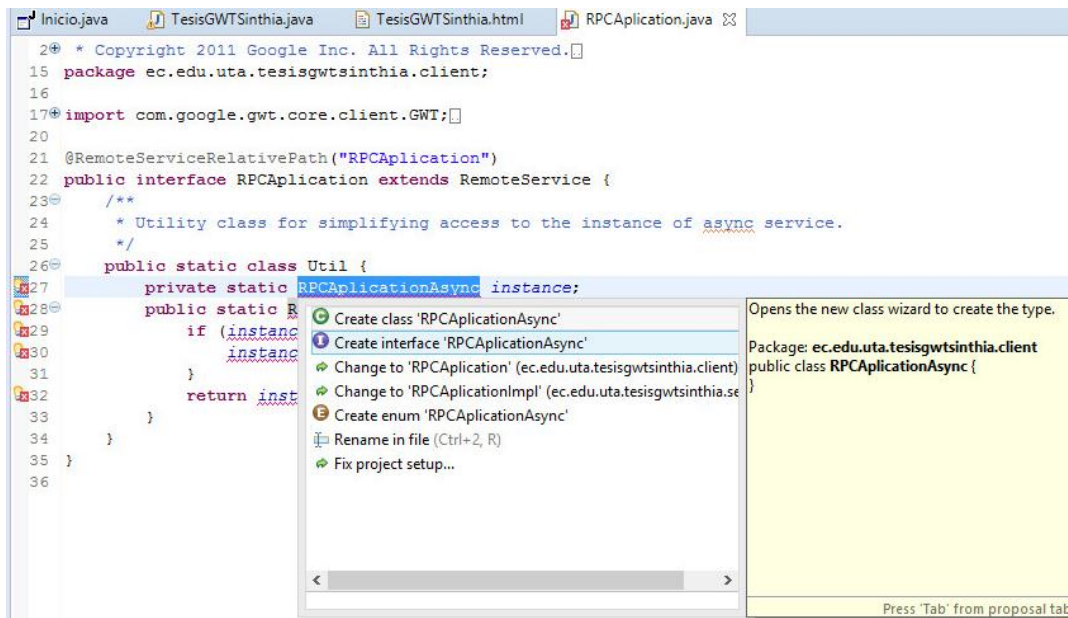 Inicio.java TesisGWTSinthia.java TesisGWTSinthia.html RPCAplication.java
2 * Copyright 2011 Google Inc. All Rights Reserved.
15 package ec.edu.uta.tesisgwtsinthia.client;
16
17 import com.google.gwt.core.client.GWT;
20
21 @RemoteServiceRelativePath("RPCAplication")
22 public interface RPCAplication extends RemoteService {
23 /**
24 * Utility class for simplifying access to the instance of async service.
25 */
26 public static class Util {
27 private static RPCAplicationAsync instance;
28 public static R
29 if (instanc
30 instanc
31 }
32 return inst
33 }
34 }
35 }
36
Create class 'RPCAplicationAsync'
Create interface 'RPCAplicationAsync'
Change to 'RPCAplication' (ec.edu.uta.tesisgwtsinthia.client)
Change to 'RPCAplicationImpl' (ec.edu.uta.tesisgwtsinthia.se
Create enum 'RPCAplicationAsync'
Rename in file (Ctrl+2, R)
Fix project setup...
Opens the new class wizard to create the type.
Package: ec.edu.uta.tesisgwtsinthia.client
public class RPCAplicationAsync {
}
Press 'Tab' from proposal tab